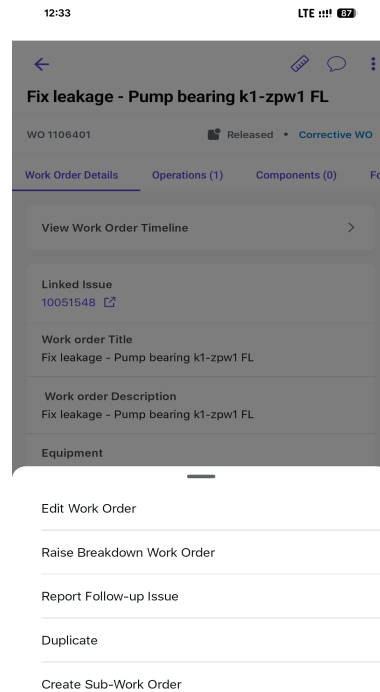 12:33 LTE 87
Fix leakage - Pump bearing k1-zpw1 FL
WO 1106401 Released • Corrective WO
Work Order Details Operations (1) Components (0) Fo
View Work Order Timeline
Linked Issue
10051548
Work order Title
Fix leakage - Pump bearing k1-zpw1 FL
Work order Description
Fix leakage - Pump bearing k1-zpw1 FL
Equipment
Edit Work Order
Raise Breakdown Work Order
Report Follow-up Issue
Duplicate
Create Sub-Work Order